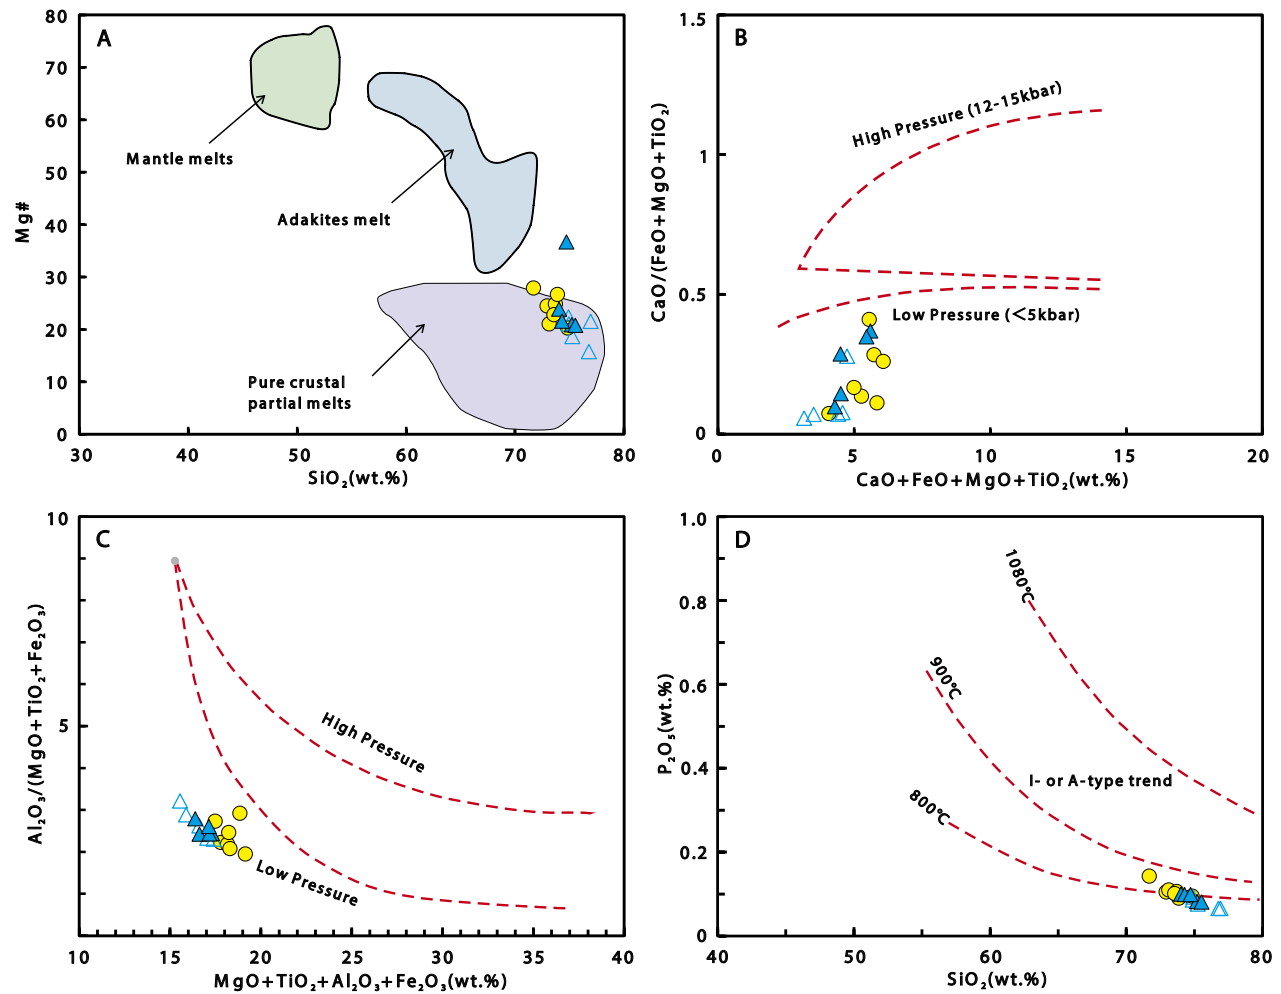 A
80
70
60
50
40
30
20
10
0
Mg#
Mantle melts
Adakites melt
Pure crustal
partial melts
30 40 50 60 70 80
SiO₂(wt.%)
B
1.5
1
0.5
0
CaO/(FeO+MgO+TiO₂)
High Pressure (12-15kbar)
Low Pressure (<5kbar)
0 5 10 15 20
CaO+FeO+MgO+TiO₂(wt.%)
C
10
5
0
Al₂O₃/(MgO+TiO₂+Fe₂O₃)
HIgh Pressure
Low Pressure
10 15 20 25 30 35 40
MgO+TiO₂+Al₂O₃+Fe₂O₃(wt.%)
D
1.0
0.8
0.6
0.4
0.2
0
P₂O₅(wt.%)
1080℃
900℃
800℃
I- or A-type trend
40 50 60 70 80
SiO₂(wt.%)